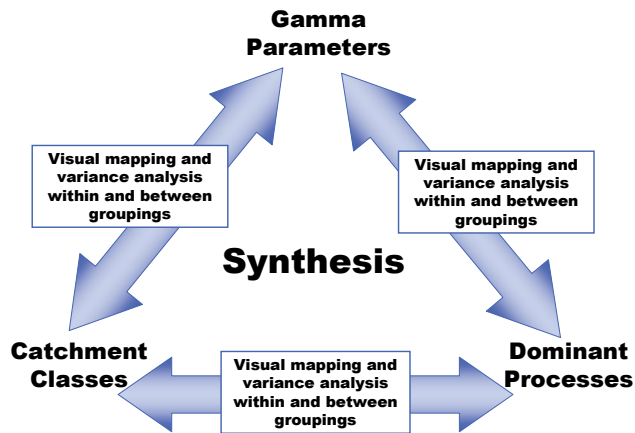 Gamma
Parameters
Visual mapping and
variance analysis
within and between
groupings
Visual mapping and
variance analysis
within and between
groupings
Synthesis
Catchment
Classes
Visual mapping and
variance analysis
within and between
groupings
Dominant
Processes